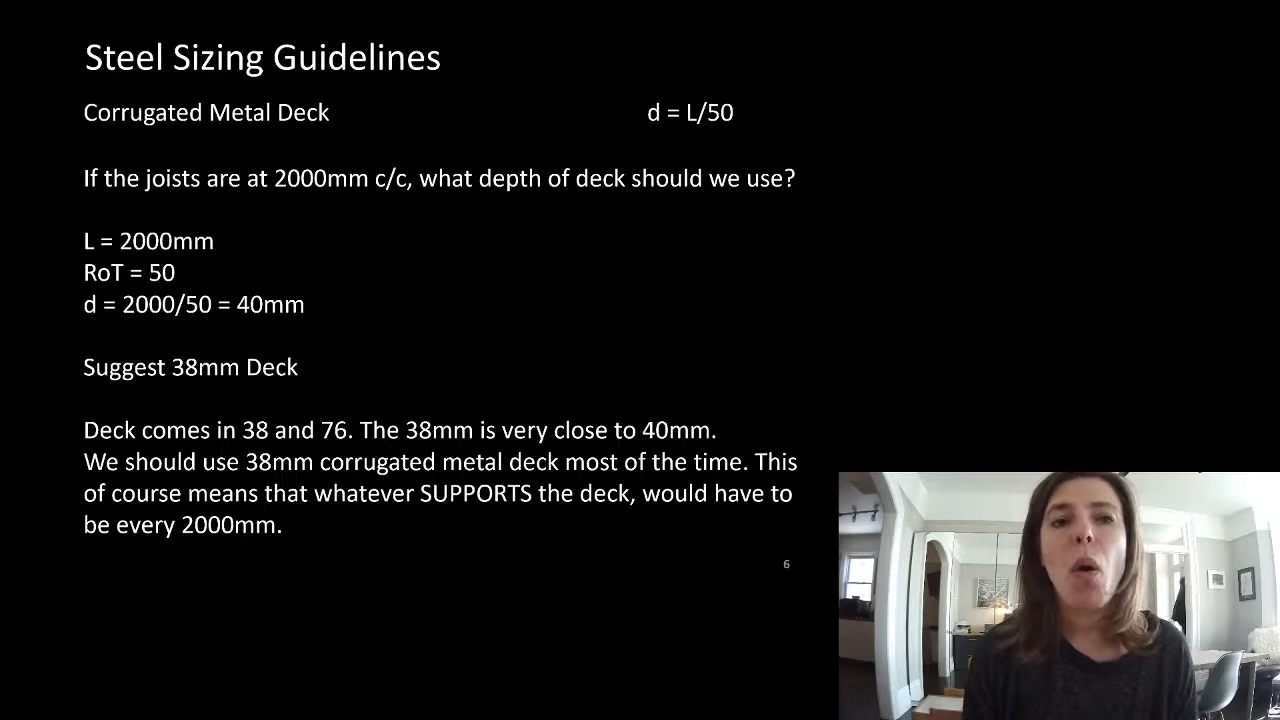 Steel Sizing Guidelines
Corrugated Metal Deck d = L/50
If the joists are at 2000mm c/c, what depth of deck should we use?
L = 2000mm
RoT = 50
d = 2000/50 = 40mm
Suggest 38mm Deck
Deck comes in 38 and 76. The 38mm is very close to 40mm.
We should use 38mm corrugated metal deck most of the time. This
of course means that whatever SUPPORTS the deck, would have to
be every 2000mm.
6